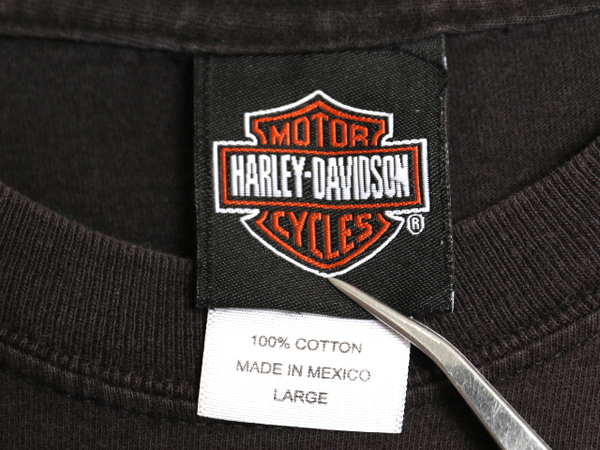 MOTOR
HARLEY-DAVIDSON
CYCLES
®
100% COTTON
MADE IN MEXICO
LARGE